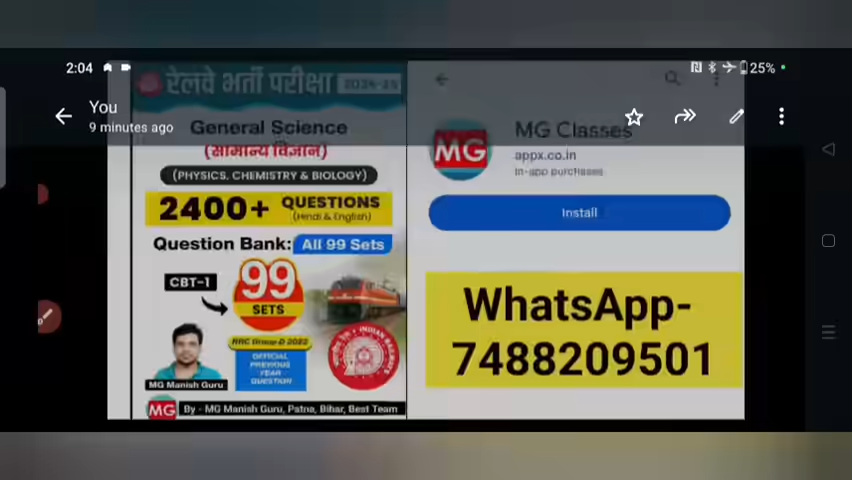 2:04
25%
You
9 minutes ago
रेलवे भर्ती परीक्षा 2024-25
General Science
(सामान्य विज्ञान)
(PHYSICS, CHEMISTRY & BIOLOGY)
2400+ QUESTIONS
(Hindi & English)
Question Bank: All 99 Sets
CBT-1
99
SETS
RRC Group-D 2022
OFFICIAL
PREVIOUS
YEAR
QUESTION
INDIAN RAILWAYS
MG Manish Guru
MG By - MG Manish Guru, Patna, Bihar, Best Team
MG
MG Classes
appx.co.in
In-app purchases
Install
WhatsApp-
7488209501